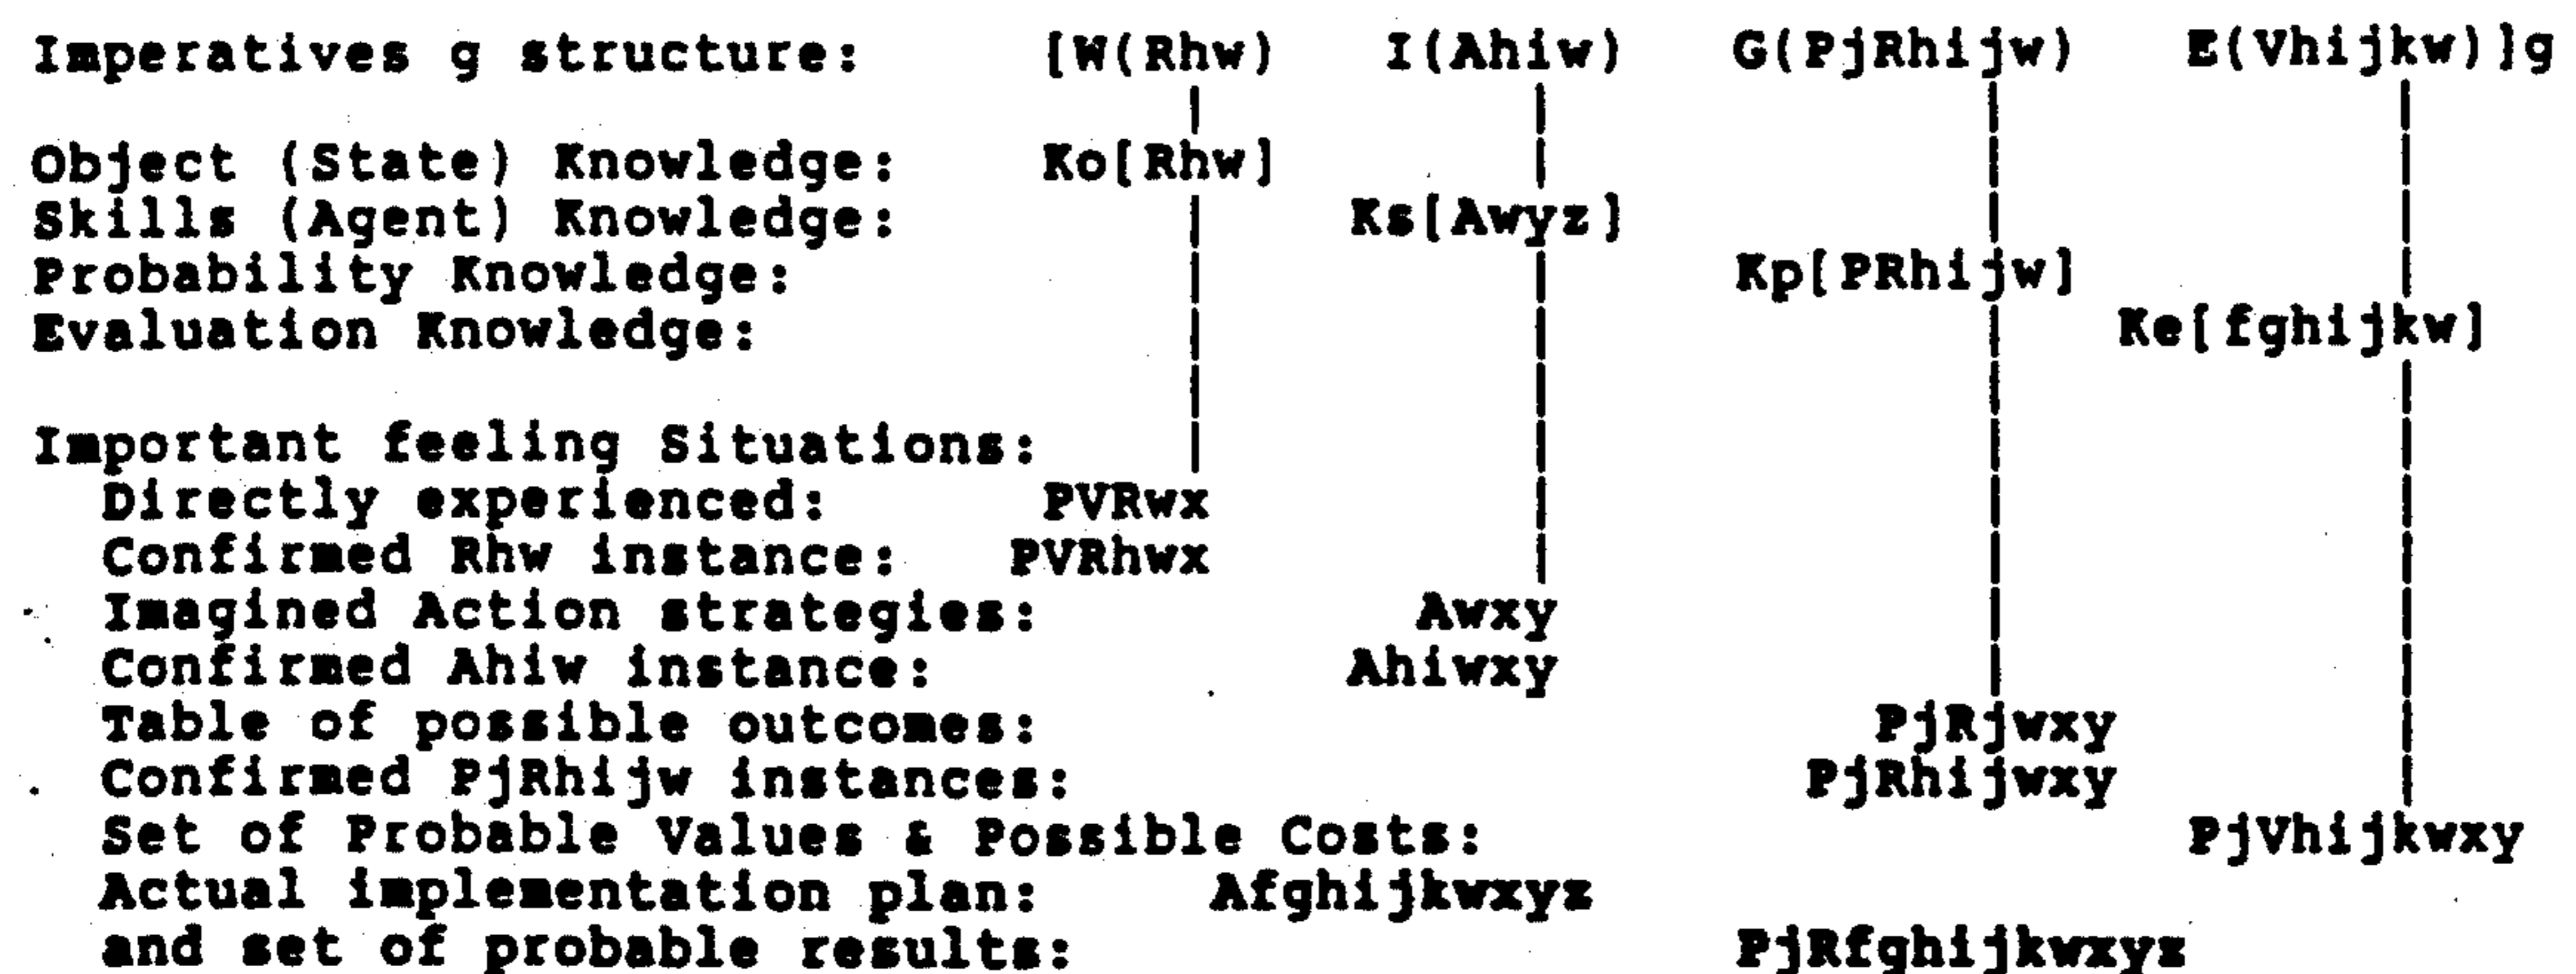 Imperatives g structure: [W(Rhw) I(Ahiw) G(PjRhijw) E(Vhijkw)]g
Object (State) Knowledge: Ko[Rhw]
Skills (Agent) Knowledge: Ks[Awyz]
Probability Knowledge: Kp[PRhijw]
Evaluation Knowledge: Ke[fghijkw]
Important feeling Situations:
Directly experienced: PVRwx
Confirmed Rhw instance: PVRhwx
Imagined Action strategies: Awxy
Confirmed Ahiw instance: Ahiwxy
Table of possible outcomes: PjRjwxy
Confirmed PjRhijw instances: PjRhijwxy
Set of Probable Values & Possible Costs: PjVhijkwxy
Actual implementation plan: Afghijkwxyz
and set of probable results: PjRfghijkwxyz